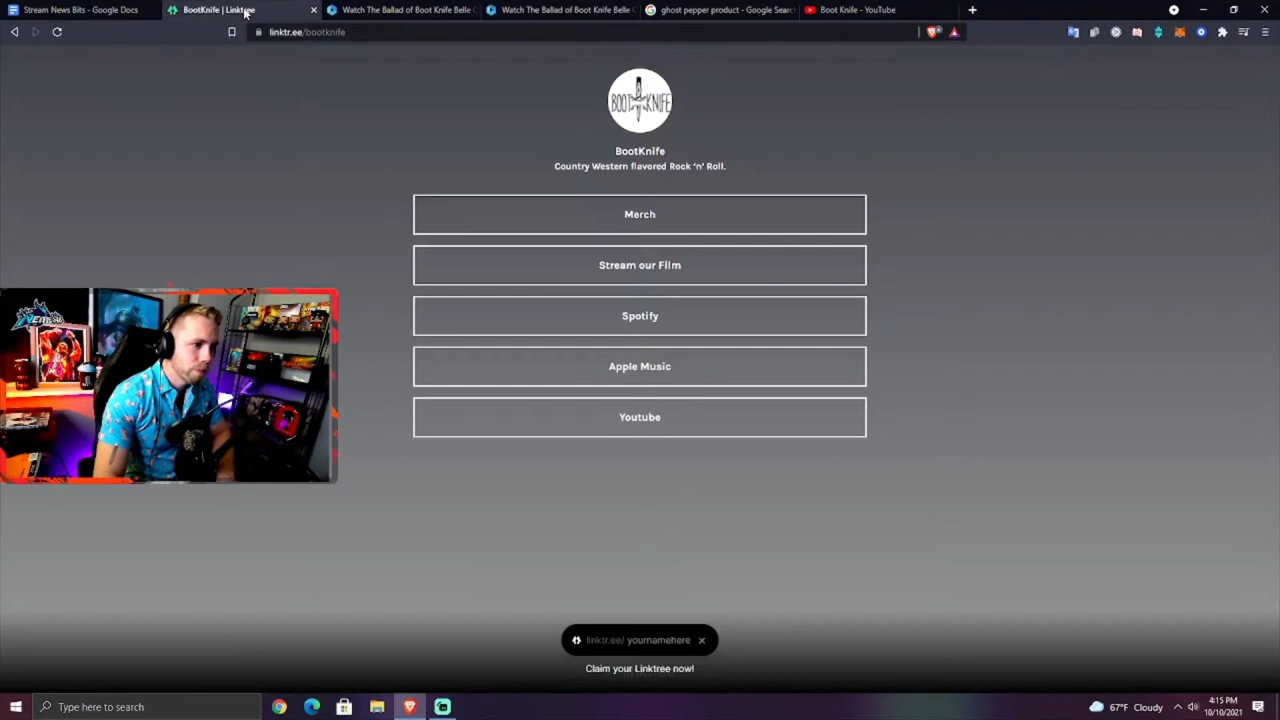 Stream News Bits - Google Docs
BootKnife | Linktree
Watch The Ballad of Boot Knife Belle
Watch The Ballad of Boot Knife Belle
ghost pepper product - Google Search
Boot Knife - YouTube
linktr.ee/bootknife
BOOT KNIFE
BootKnife
Country Western flavored Rock 'n' Roll.
Merch
Stream our Film
Spotify
Apple Music
Youtube
linktr.ee/ yournamehere
Claim your Linktree now!
Type here to search
67°F Cloudy
4:15 PM
10/10/2021